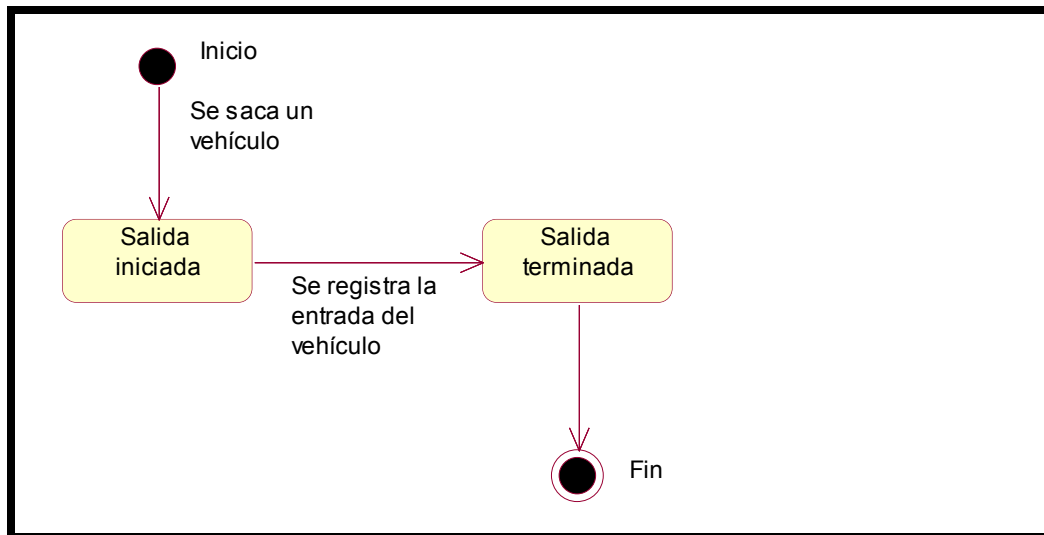 Inicio
Se saca un
vehículo
Salida
iniciada
Se registra la
entrada del
vehículo
Salida
terminada
Fin